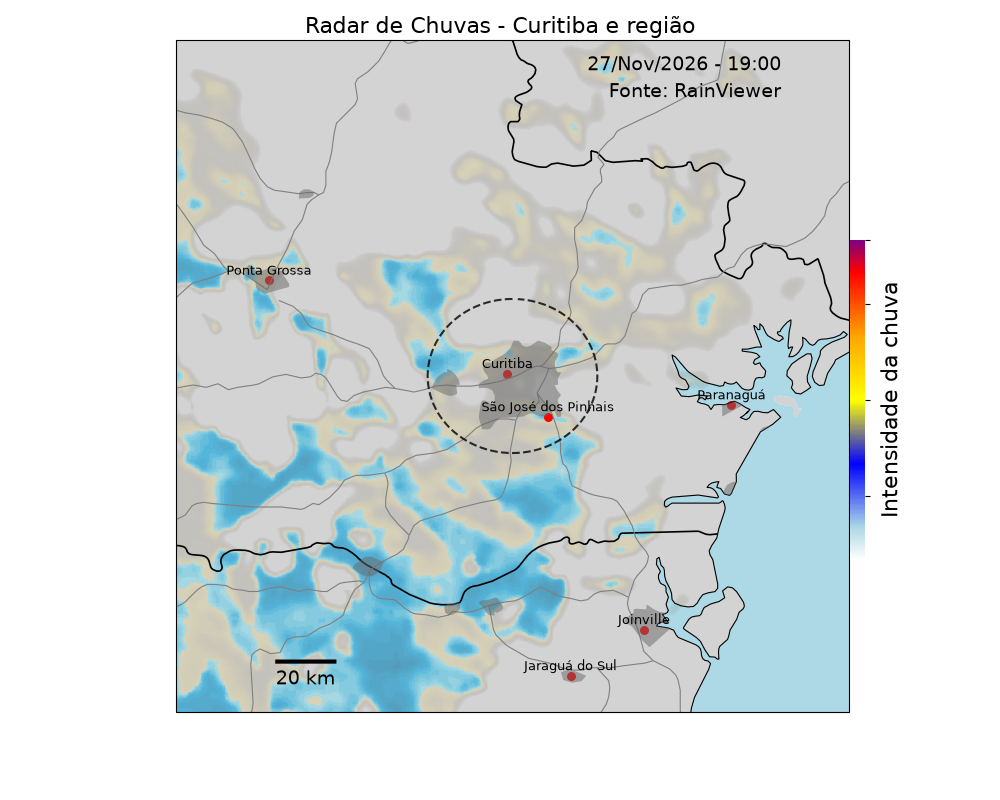 Radar de Chuvas - Curitiba e região
27/Nov/2026 - 19:00
Fonte: RainViewer
Ponta Grossa
Curitiba
Paranaguá
São José dos Pinhais
Intensidade da chuva
Joinville
Jaraguá do Sul
20 km